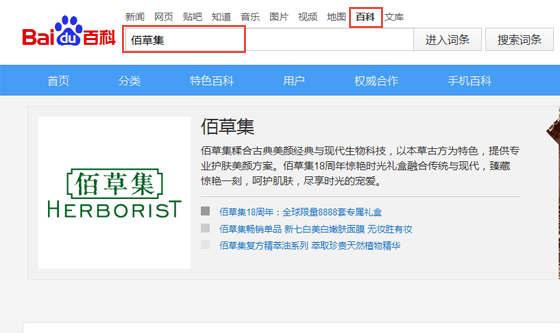 新闻 网页 贴吧 知道 音乐 图片 视频 地图 百科 文库
Bai du 百科
佰草集
进入词条
搜索词条
首页 分类 特色百科 用户 权威合作 手机百科
佰草集
佰草集糅合古典美颜经典与现代生物科技，以本草古方为特色，提供专
业护肤美颜方案。佰草集18周年惊艳时光礼盒融合传统与现代，臻藏
惊艳一刻，呵护肌肤，尽享时光的宠爱。
佰草集
HERBORIST
佰草集18周年：全球限量8888套专属礼盒
佰草集畅销单品 新七白美白嫩肤面膜 无妆胜有妆
佰草集复方精萃油系列 萃取珍贵天然植物精华